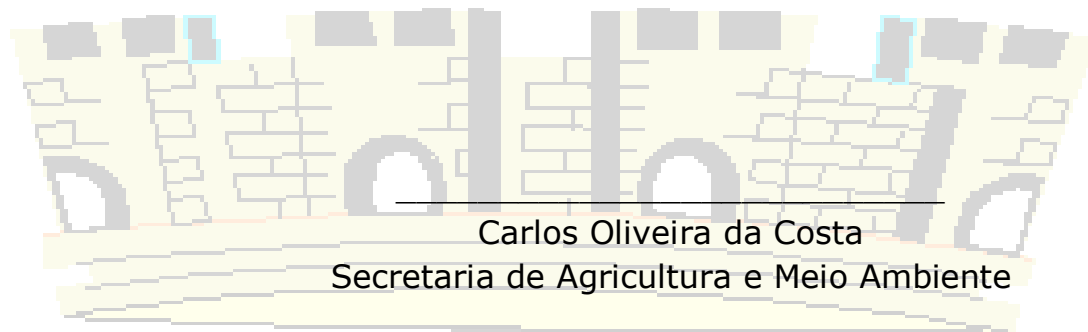 Carlos Oliveira da Costa
Secretaria de Agricultura e Meio Ambiente